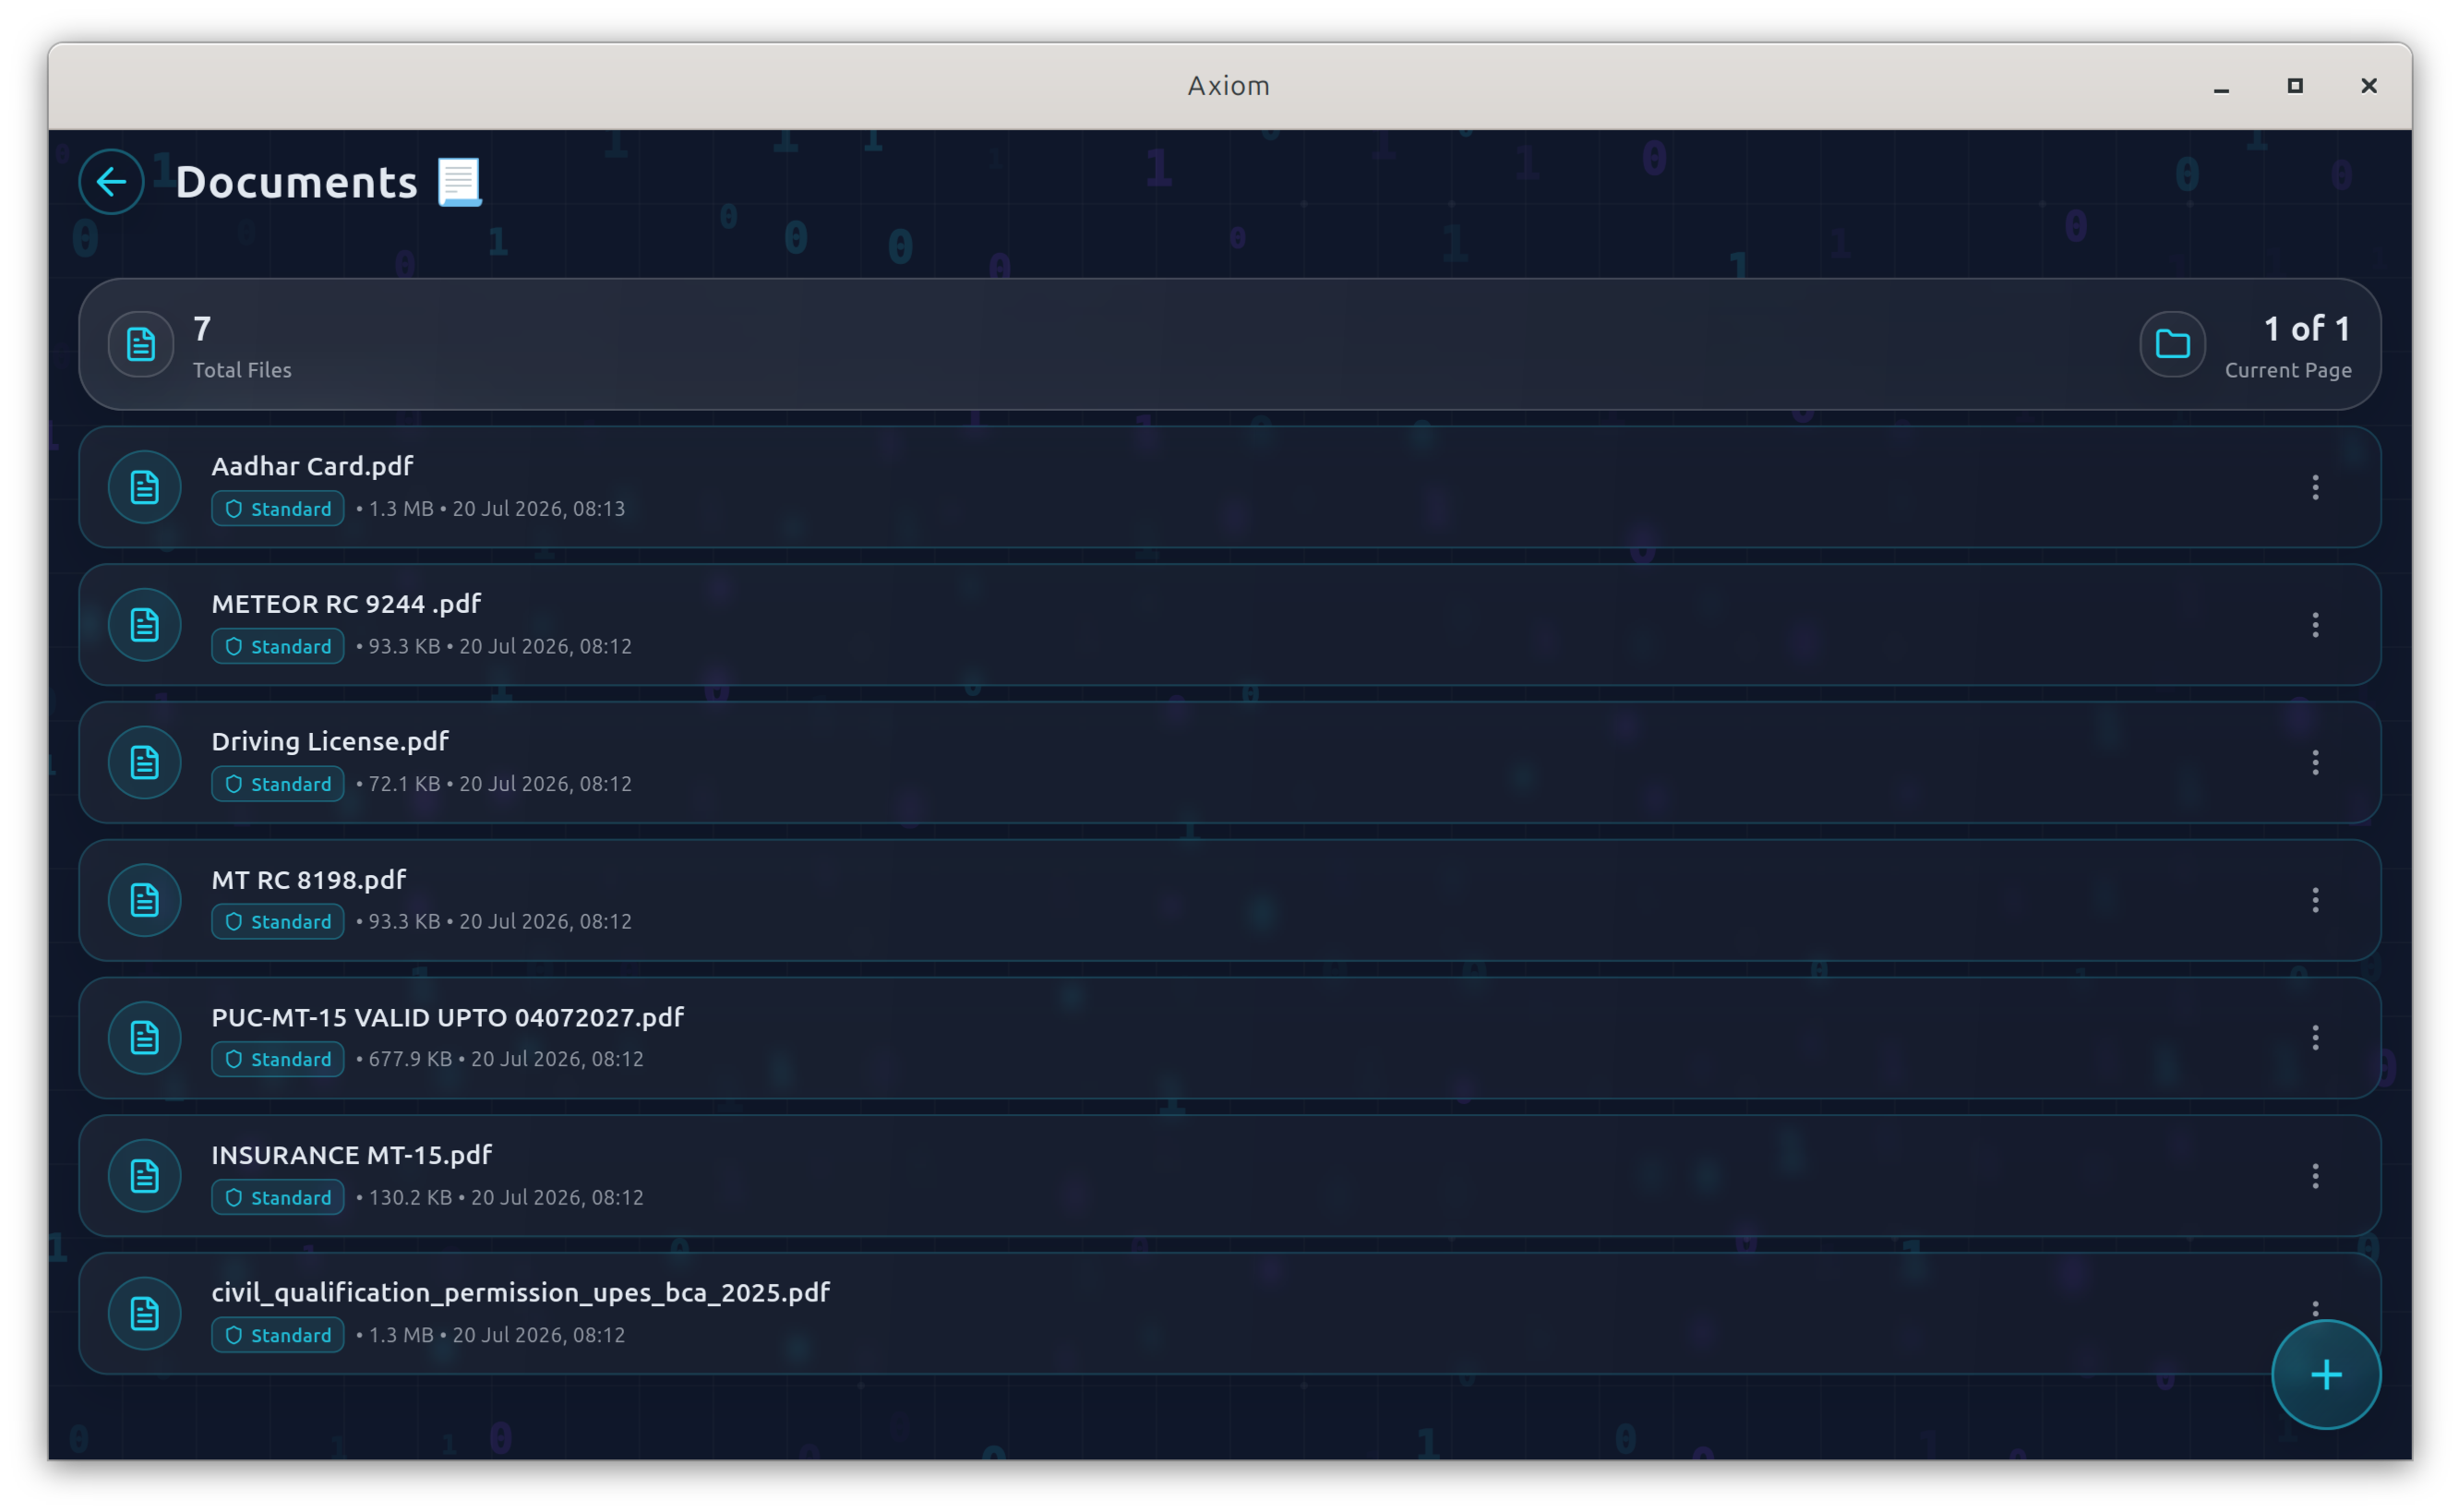 Axiom
Documents
7
Total Files
1 of 1
Current Page
Aadhar Card.pdf
Standard • 1.3 MB • 20 Jul 2026, 08:13
METEOR RC 9244 .pdf
Standard • 93.3 KB • 20 Jul 2026, 08:12
Driving License.pdf
Standard • 72.1 KB • 20 Jul 2026, 08:12
MT RC 8198.pdf
Standard • 93.3 KB • 20 Jul 2026, 08:12
PUC-MT-15 VALID UPTO 04072027.pdf
Standard • 677.9 KB • 20 Jul 2026, 08:12
INSURANCE MT-15.pdf
Standard • 130.2 KB • 20 Jul 2026, 08:12
civil_qualification_permission_upes_bca_2025.pdf
Standard • 1.3 MB • 20 Jul 2026, 08:12